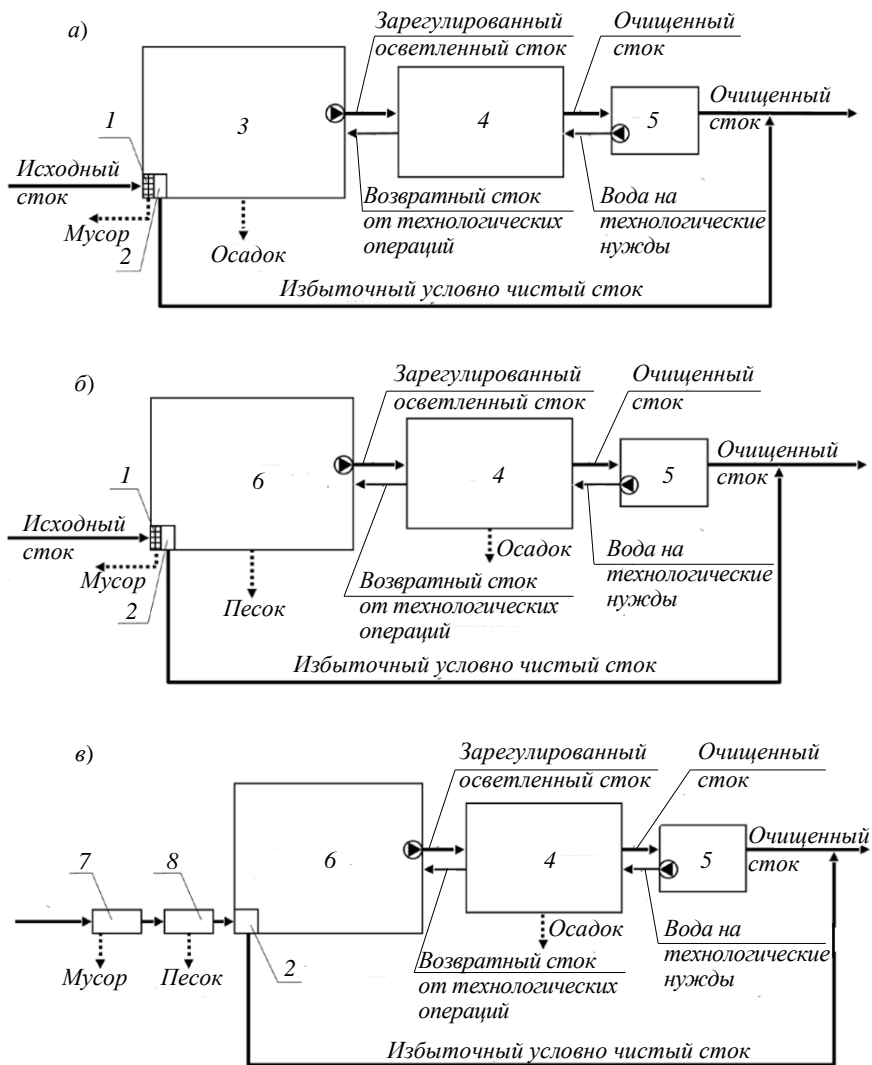 а)
Зарегулированный
осветленный сток
Очищенный
сток
1
3
4
5
Очищенный
сток
Исходный
сток
Мусор
2
Осадок
Возвратный сток
от технологических
операций
Вода на
технологические
нужды
Избыточный условно чистый сток
б)
Зарегулированный
осветленный сток
Очищенный
сток
1
6
4
5
Очищенный
сток
Исходный
сток
Мусор
2
Песок
Осадок
Возвратный сток
от технологических
операций
Вода на
технологические
нужды
Избыточный условно чистый сток
в)
Зарегулированный
осветленный сток
Очищенный
сток
7
8
6
4
5
Очищенный
сток
Мусор
Песок
2
Осадок
Возвратный сток
от технологических
операций
Вода на
технологические
нужды
Избыточный условно чистый сток